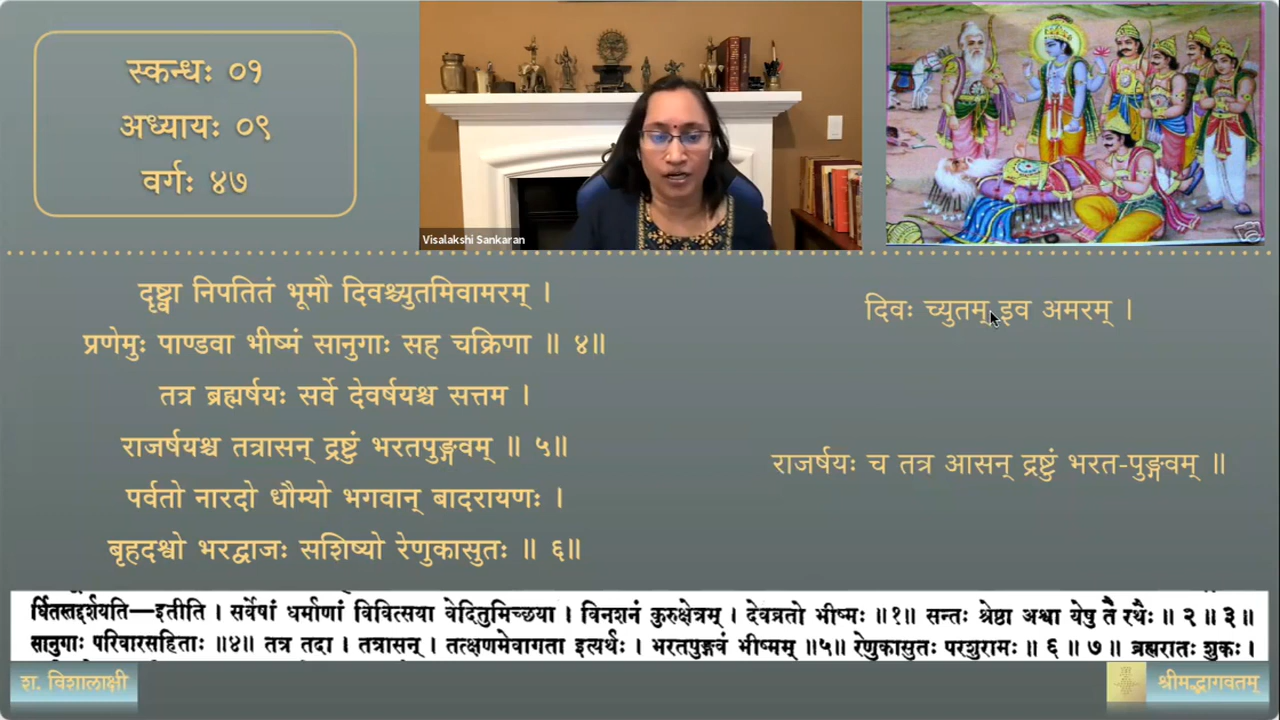 स्कन्धः ०१
अध्यायः ०९
वर्गः ४७
Visalakshi Sankaran
दृष्ट्वा निपतितं भूमौ दिवश्च्युतमिवामरम् ।
प्रणेमुः पाण्डवा भीष्मं सानुगाः सह चक्रिणा ॥ ४॥
तत्र ब्रह्मर्षयः सर्वे देवर्षयश्च सत्तम ।
राजर्षयश्च तत्रासन् द्रष्टुं भरतपुङ्गवम् ॥ ५॥
पर्वतो नारदो धौम्यो भगवान् बादरायणः ।
बृहदश्वो भरद्वाजः सशिष्यो रेणुकासुतः ॥ ६॥
दिवः च्युतम् इव अमरम् ।
राजर्षयः च तत्र आसन् द्रष्टुं भरत-पुङ्गवम् ॥
र्धितस्तद्दर्शयति—इतीति । सर्वेषां धर्माणां विवित्सया वेदितुमिच्छया । विनशनं कुरुक्षेत्रम् । देवव्रतो भीष्मः ॥१॥ सन्तः श्रेष्ठा अश्वा येषु तै रथैः ॥ २ ॥ ३ ॥
सानुगाः परिवारसहिताः ॥४॥ तत्र तदा । तत्रासन् । तत्क्षणमेवागता इत्यर्थः । भरतपुङ्गवं भीष्मम् ॥५॥ रेणुकासुतः परशुरामः ॥ ६ ॥ ७ ॥ ब्रह्मरातः शुकः ।
श. विशालाक्षी
श्रीमद्भागवतम्